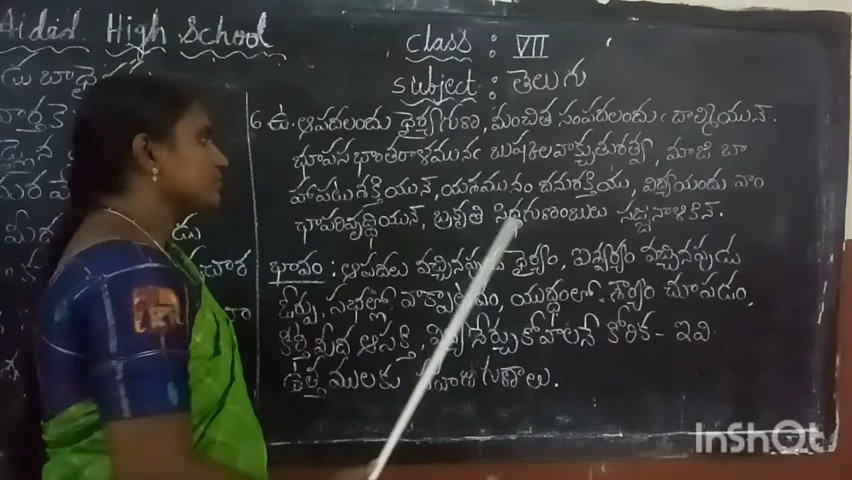 Aided High School
Class : VII
Subject : తెలుగు
6 ఉ. ఆపదలందు ధైర్యగుణ, మంచిత సంపదలందుఁ దాల్మియున్.
భూపస భాంతరాళమునఁ బుష్కలవాక్చతురత్వ, మాజి బా
హాపటుశక్తియున్, యశమునం దనురక్తియు, విద్యయందు వాం
ఛాపరివృద్ధియున్, బ్రకృతి సిద్ధగుణంబులు సజ్జనాళికిన్.
భావం : ఆపదలు వచ్చినపుడు ధైర్యం, ఐశ్వర్యం వచ్చినపుడు
ఓర్పు, సభల్లో వాక్చాతుర్యం, యుద్ధంలో శౌర్యం చూపడం,
కీర్తి మీద ఆసక్తి, విద్య నేర్చుకోవాలనే కోరిక - ఇవి
ఉత్తములకు సహజ గుణాలు.
InShOt